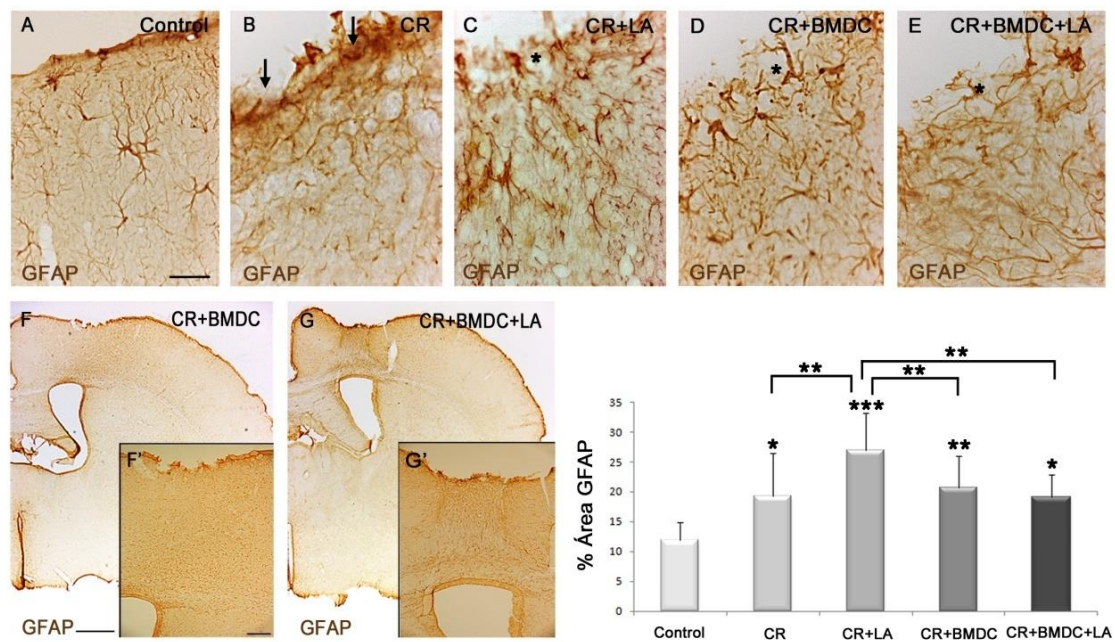 A Control
B CR
C CR+LA
D CR+BMDC
E CR+BMDC+LA
*
*
*
GFAP
GFAP
GFAP
GFAP
GFAP
F CR+BMDC
G CR+BMDC+LA
F'
G'
GFAP
GFAP
**
**
**
***
*
**
*
% Área GFAP
35
30
25
20
15
10
5
0
Control
CR
CR+LA
CR+BMDC
CR+BMDC+LA